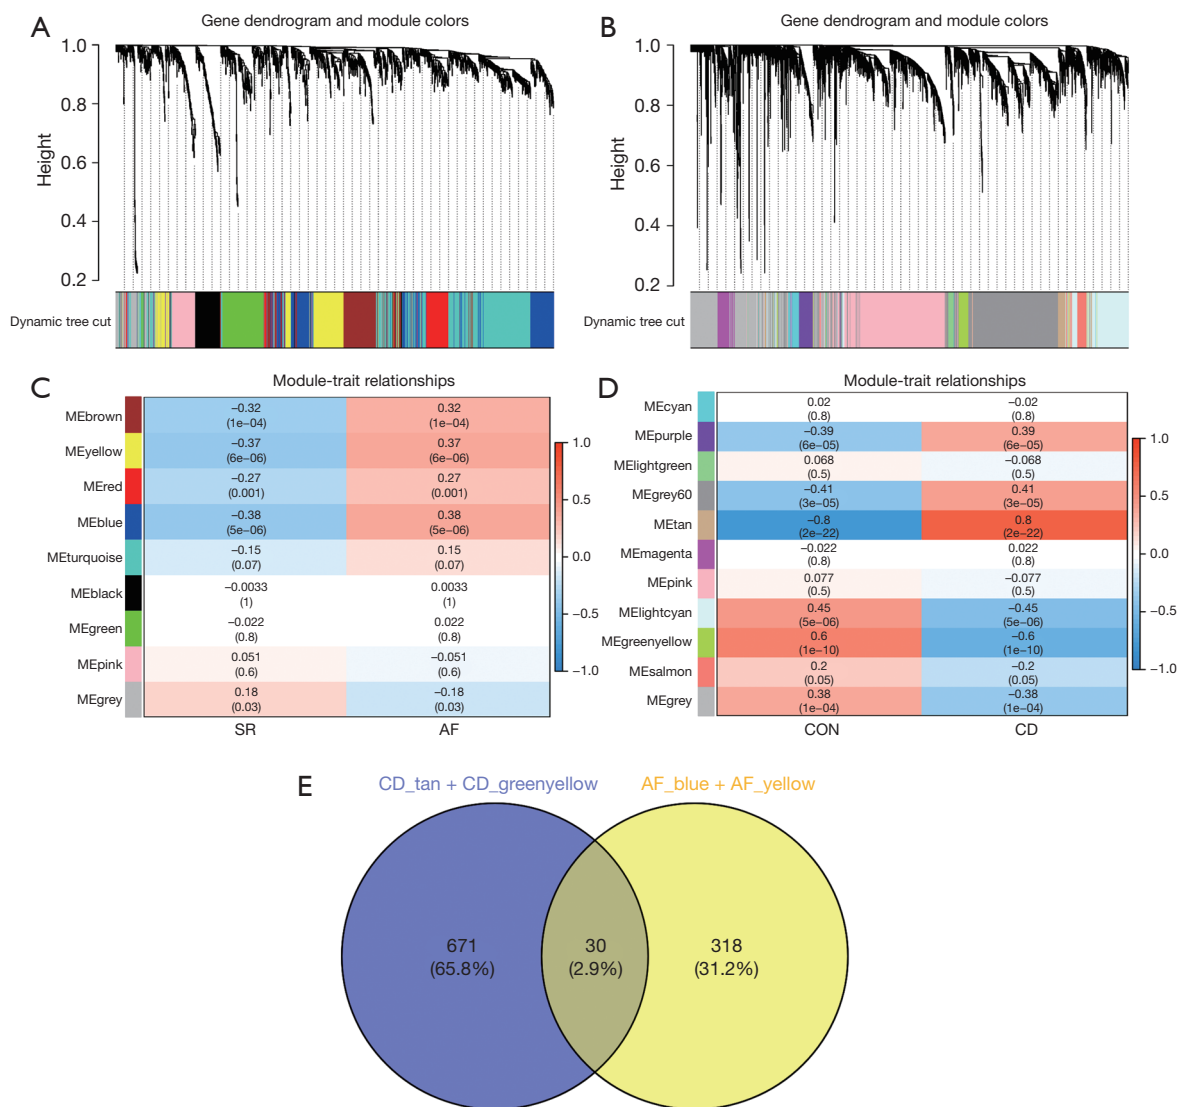 A
Gene dendrogram and module colors
1.0
0.8
0.6
0.4
0.2
Height
Dynamic tree cut
B
Gene dendrogram and module colors
1.0
0.8
0.6
0.4
0.2
Height
Dynamic tree cut
C
Module-trait relationships
MEbrown
−0.32
(1e−04)
0.32
(1e−04)
MEyellow
−0.37
(6e−06)
0.37
(6e−06)
MEred
−0.27
(0.001)
0.27
(0.001)
MEblue
−0.38
(5e−06)
0.38
(5e−06)
MEturquoise
−0.15
(0.07)
0.15
(0.07)
MEblack
−0.0033
(1)
0.0033
(1)
MEgreen
−0.022
(0.8)
0.022
(0.8)
MEpink
0.051
(0.6)
−0.051
(0.6)
MEgrey
0.18
(0.03)
−0.18
(0.03)
SR
AF
1.0
0.5
0.0
−0.5
−1.0
D
Module-trait relationships
MEcyan
0.02
(0.8)
−0.02
(0.8)
MEpurple
−0.39
(6e−05)
0.39
(6e−05)
MElightgreen
0.068
(0.5)
−0.068
(0.5)
MEgrey60
−0.41
(3e−05)
0.41
(3e−05)
MEtan
−0.8
(2e−22)
0.8
(2e−22)
MEmagenta
−0.022
(0.8)
0.022
(0.8)
MEpink
0.077
(0.5)
−0.077
(0.5)
MElightcyan
0.45
(5e−06)
−0.45
(5e−06)
MEgreenyellow
0.6
(1e−10)
−0.6
(1e−10)
MEsalmon
0.2
(0.05)
−0.2
(0.05)
MEgrey
0.38
(1e−04)
−0.38
(1e−04)
CON
CD
1.0
0.5
0.0
−0.5
−1.0
E
CD_tan + CD_greenyellow
AF_blue + AF_yellow
671
(65.8%)
30
(2.9%)
318
(31.2%)